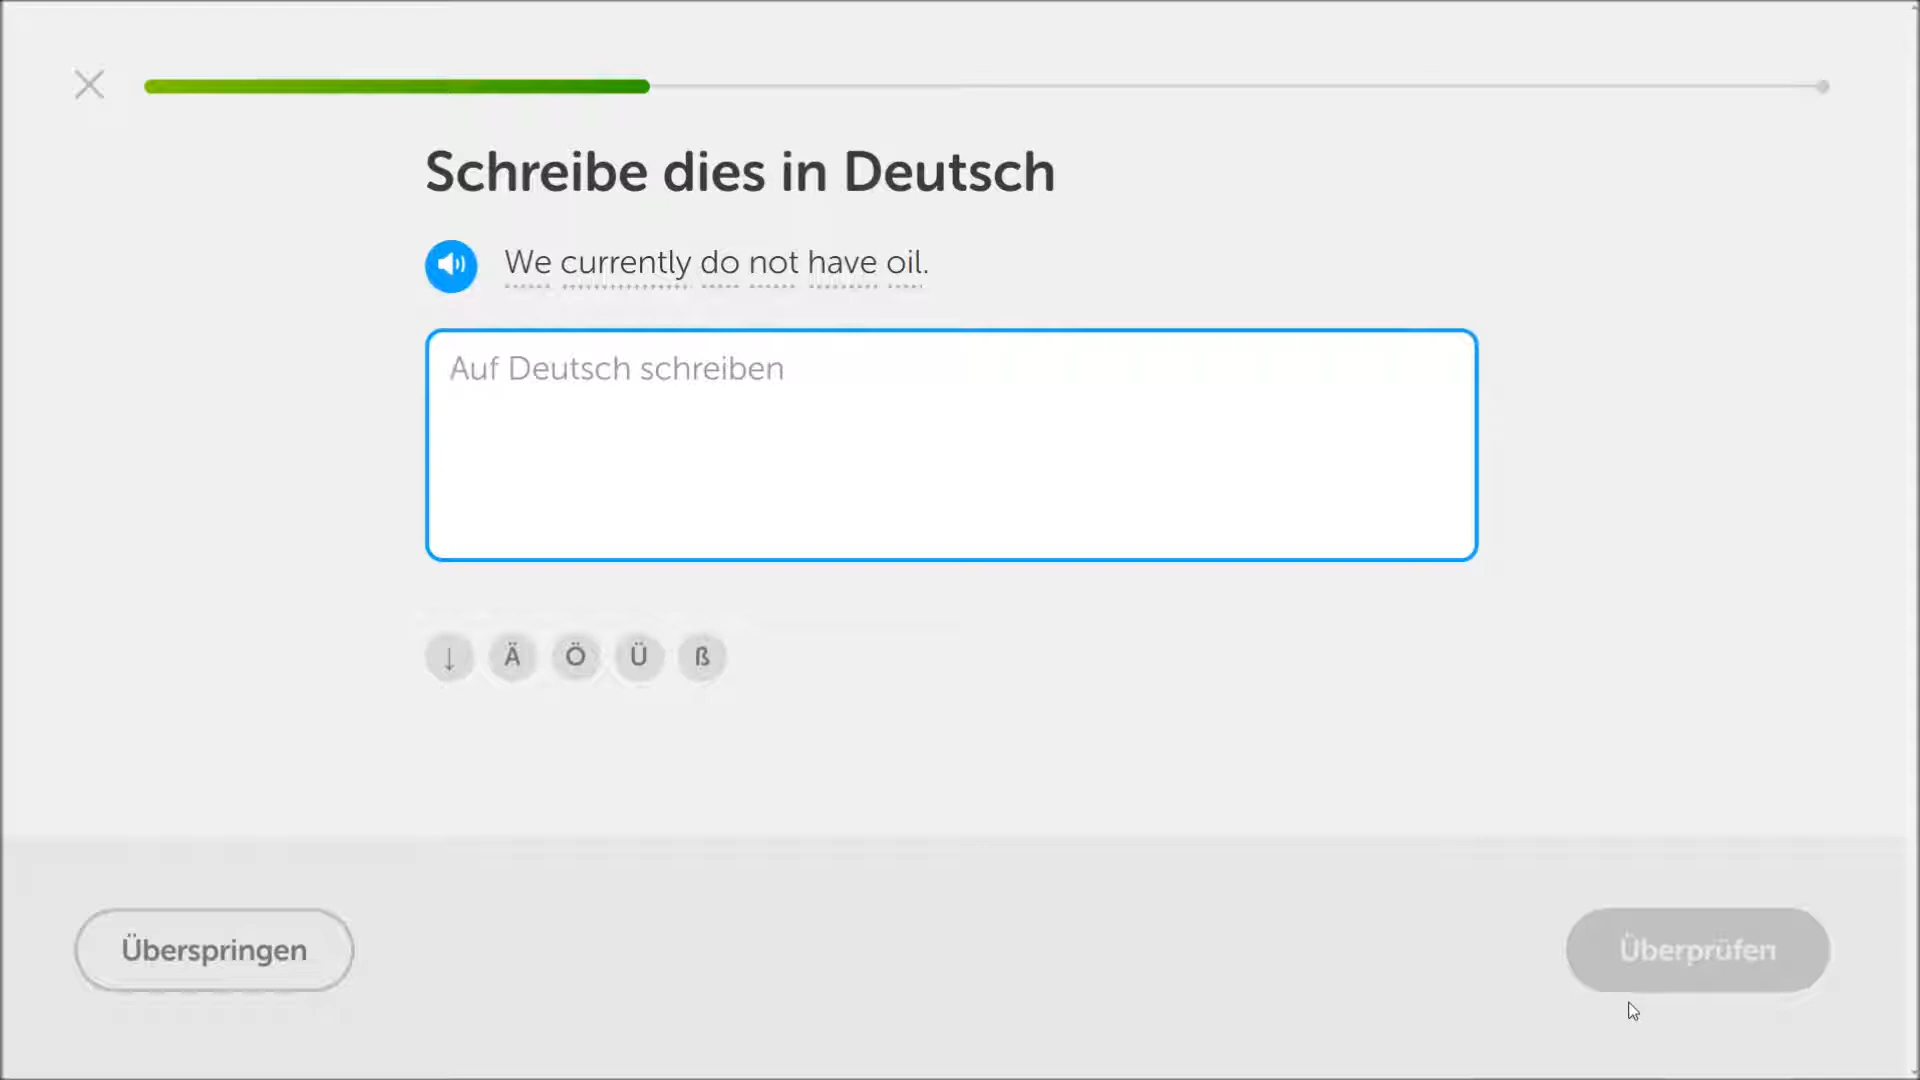 Schreibe dies in Deutsch
We currently do not have oil.
Auf Deutsch schreiben
↓ Ä Ö Ü ß
Überspringen
Überprüfen